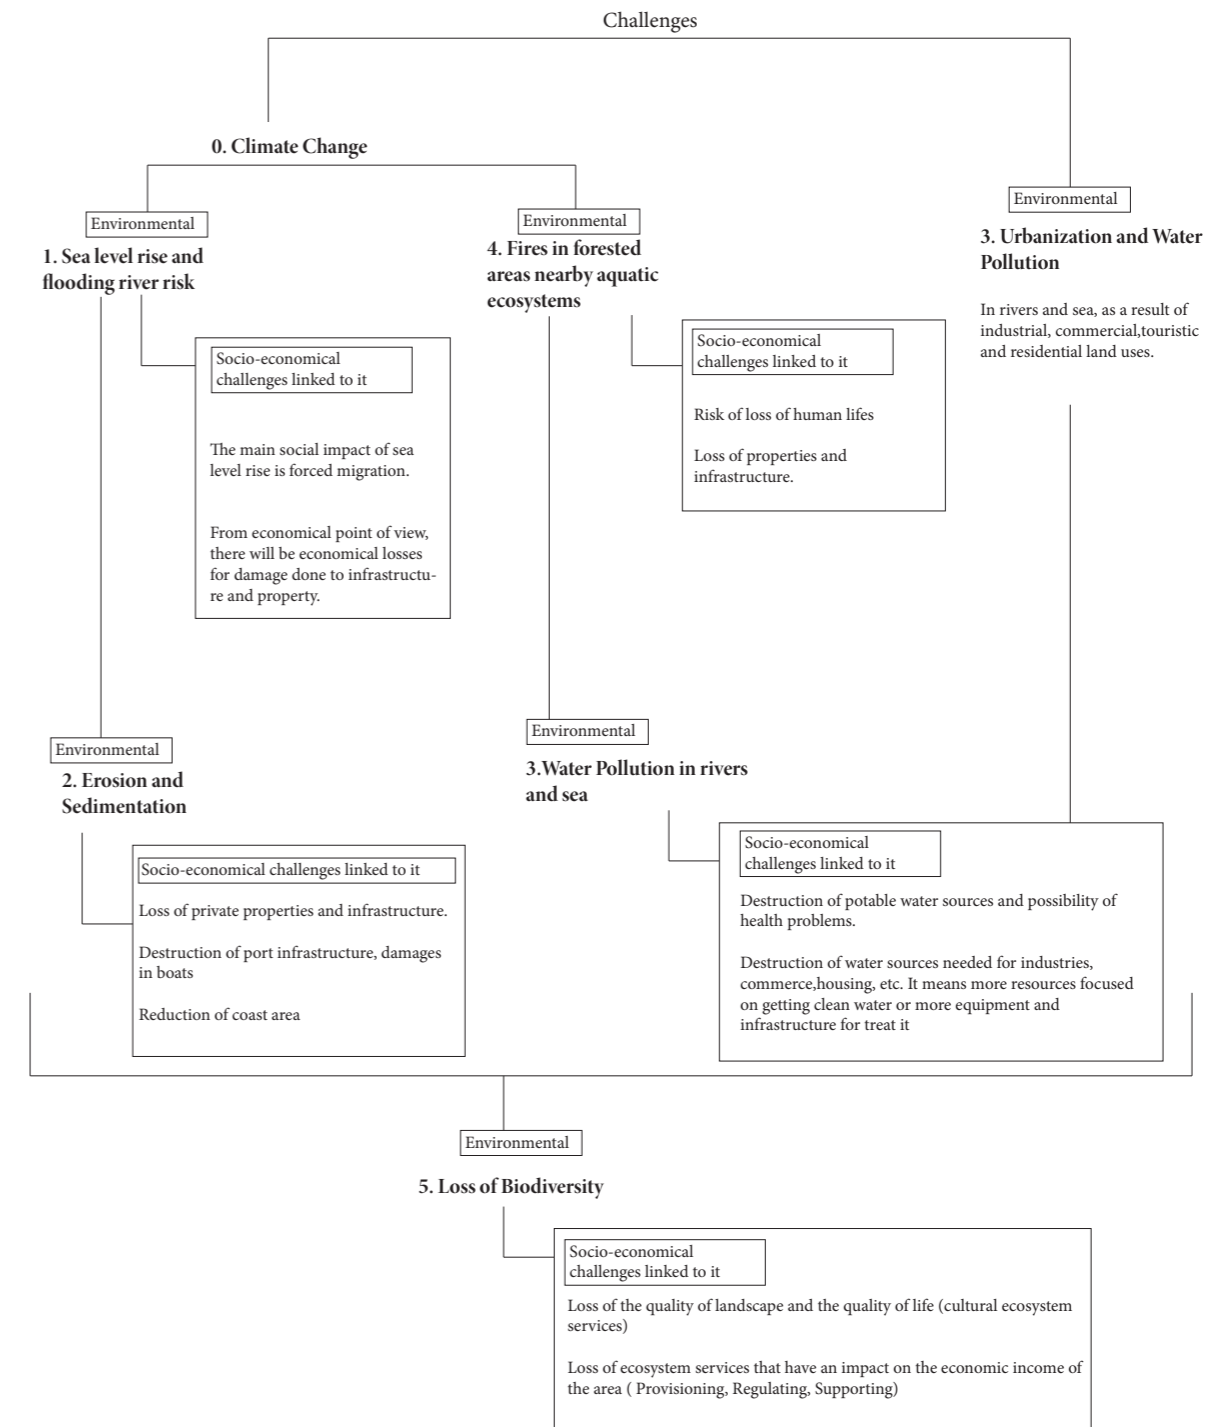 Challenges
0. Climate Change
Environmental
1. Sea level rise and
flooding river risk
Socio-economical
challenges linked to it
The main social impact of sea
level rise is forced migration.
From economical point of view,
there will be economical losses
for damage done to infrastructu-
re and property.
Environmental
4. Fires in forested
areas nearby aquatic
ecosystems
Socio-economical
challenges linked to it
Risk of loss of human lifes
Loss of properties and
infrastructure.
Environmental
3. Urbanization and Water
Pollution
In rivers and sea, as a result of
industrial, commercial,touristic
and residential land uses.
Environmental
2. Erosion and
Sedimentation
Socio-economical challenges linked to it
Loss of private properties and infrastructure.
Destruction of port infrastructure, damages
in boats
Reduction of coast area
Environmental
3.Water Pollution in rivers
and sea
Socio-economical
challenges linked to it
Destruction of potable water sources and possibility of
health problems.
Destruction of water sources needed for industries,
commerce,housing, etc. It means more resources focused
on getting clean water or more equipment and
infrastructure for treat it
Environmental
5. Loss of Biodiversity
Socio-economical
challenges linked to it
Loss of the quality of landscape and the quality of life (cultural ecosystem
services)
Loss of ecosystem services that have an impact on the economic income of
the area ( Provisioning, Regulating, Supporting)